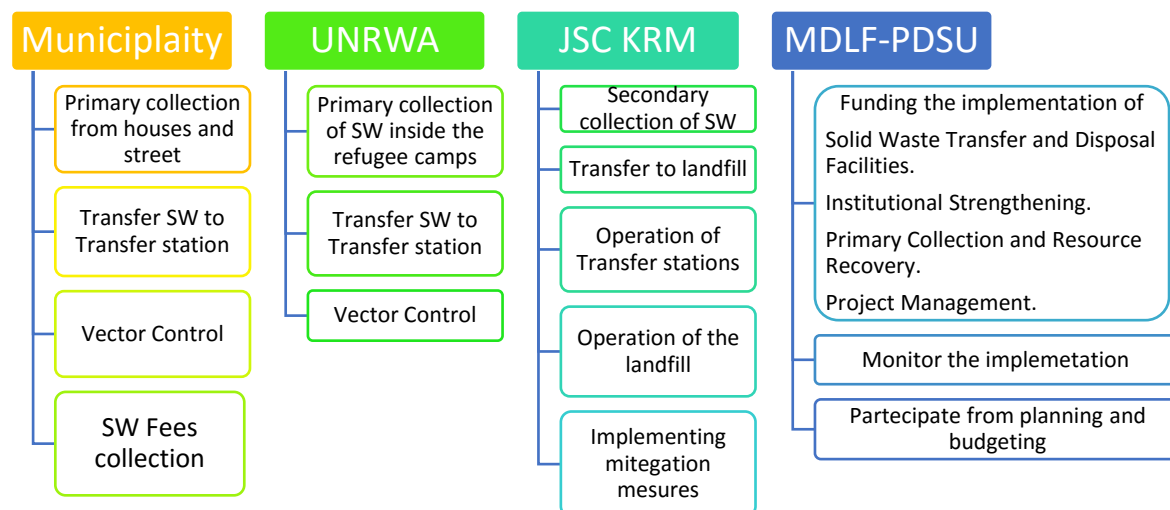 Municiplaity
Primary collection
from houses and
street
Transfer SW to
Transfer station
Vector Control
SW Fees
collection
UNRWA
Primary collection
of SW inside the
refugee camps
Transfer SW to
Transfer station
Vector Control
JSC KRM
Secondary
collection of SW
Transfer to landfill
Operation of
Transfer stations
Operation of the
landfill
Implementing
mitegation
mesures
MDLF-PDSU
Funding the implementation of
Solid Waste Transfer and Disposal
Facilities.
Institutional Strengthening.
Primary Collection and Resource
Recovery.
Project Management.
Monitor the implemetation
Partecipate from planning and
budgeting